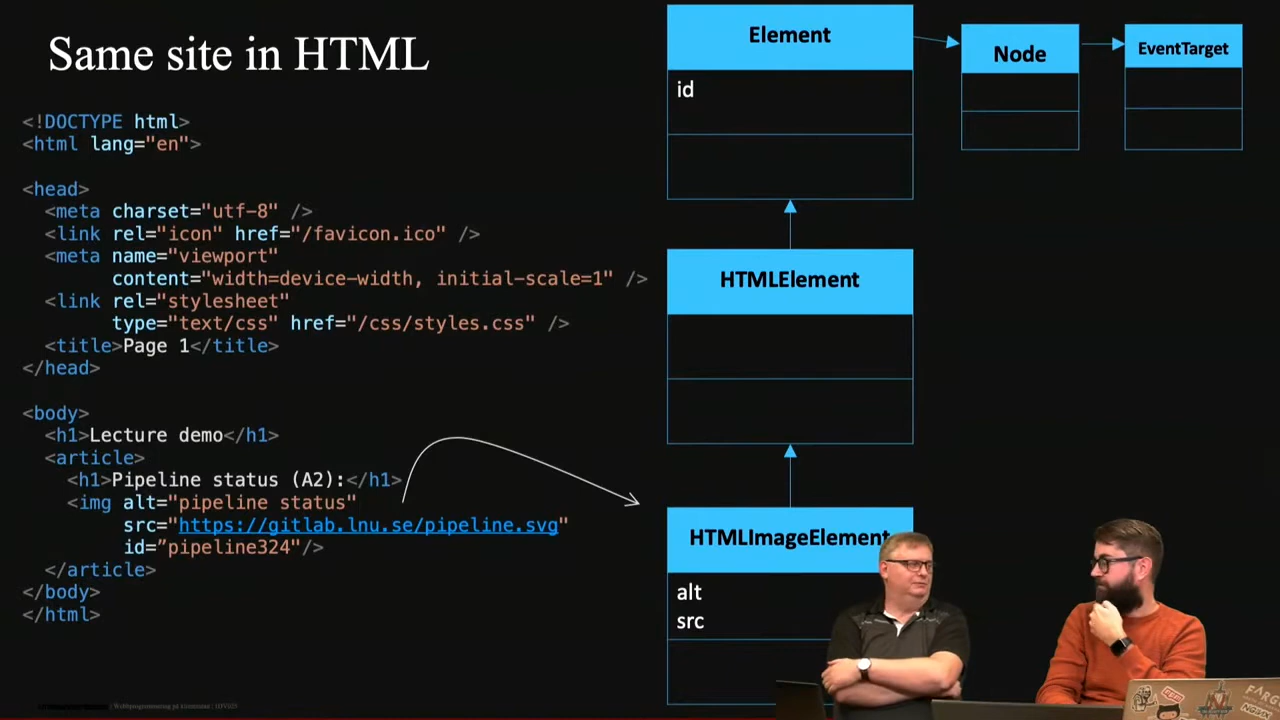 Same site in HTML
<!DOCTYPE html>
<html lang="en">
<head>
<meta charset="utf-8" />
<link rel="icon" href="/favicon.ico" />
<meta name="viewport"
content="width=device-width, initial-scale=1" />
<link rel="stylesheet"
type="text/css" href="/css/styles.css" />
<title>Page 1</title>
</head>
<body>
<h1>Lecture demo</h1>
<article>
<h1>Pipeline status (A2):</h1>
<img alt="pipeline status"
src="https://gitlab.lnu.se/pipeline.svg"
id=”pipeline324"/>
</article>
</body>
</html>
Element
id
Node
EventTarget
HTMLElement
HTMLImageElement
alt
src